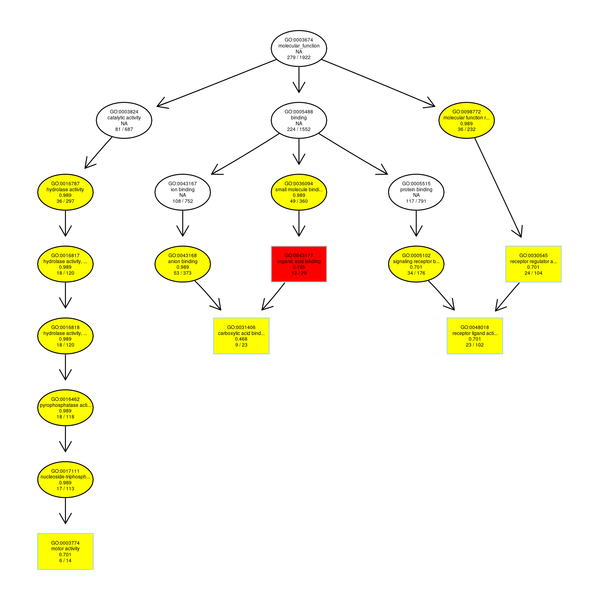 GO:0003674
molecular_function
NA
279 / 1922
GO:0003824
catalytic activity
NA
81 / 487
GO:0005488
binding
NA
224 / 1552
GO:0098772
molecular function r...
0.989
36 / 232
GO:0016787
hydrolase activity
0.989
36 / 297
GO:0043167
ion binding
NA
108 / 752
GO:0036094
small molecule bindi...
0.989
49 / 360
GO:0005515
protein binding
NA
117 / 791
GO:0016817
hydrolase activity, ...
0.989
18 / 120
GO:0043168
anion binding
0.989
53 / 373
GO:0043177
organic acid binding
GO:0005102
signaling receptor b...
0.701
34 / 176
GO:0030545
receptor regulator a...
0.701
24 / 104
GO:0016818
hydrolase activity, ...
0.989
18 / 120
GO:0031406
carboxylic acid bind...
0.468
9 / 23
GO:0048018
receptor ligand acti...
0.701
23 / 102
GO:0016462
pyrophosphatase acti...
0.989
18 / 118
GO:0017111
nucleoside-triphosph...
0.989
17 / 113
GO:0003774
motor activity
0.701
6 / 14